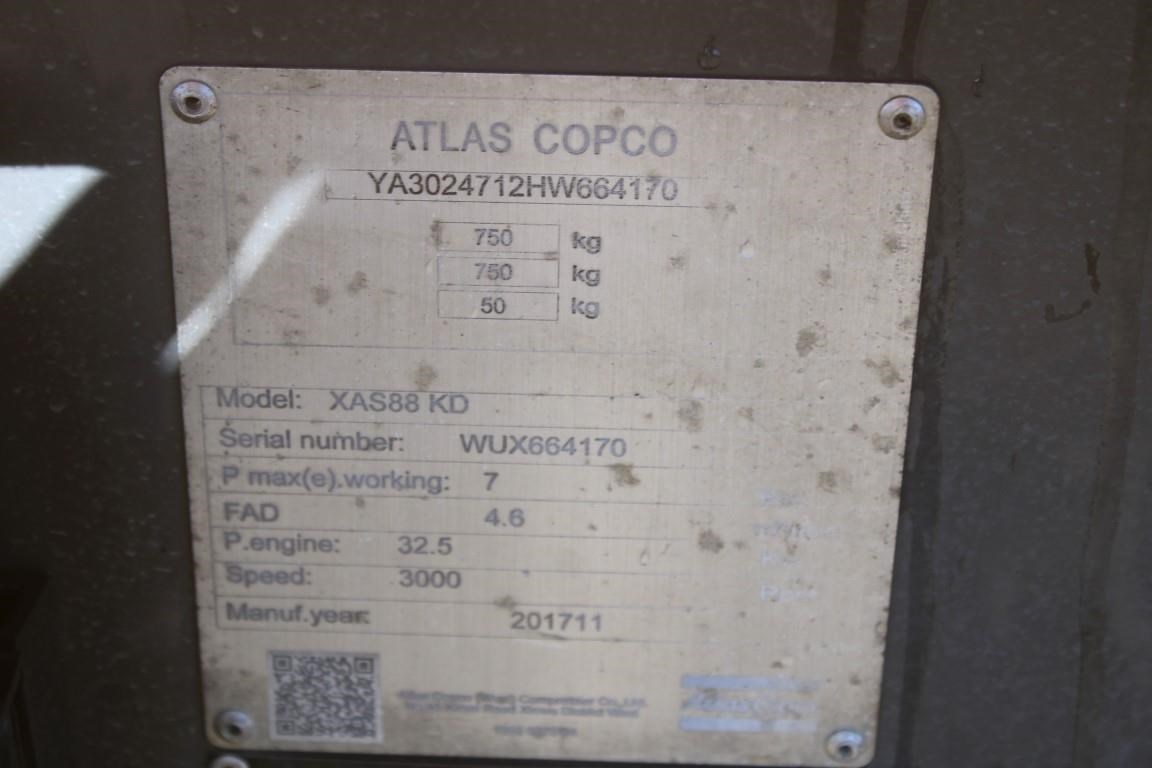 ATLAS COPCO
YA3024712HW664170
750 kg
750 kg
50 kg
Model: XAS88 KD
Serial number: WUX664170
P max(e).working: 7
FAD 4.6
P.engine: 32.5
Speed: 3000
Manuf.year: 201711